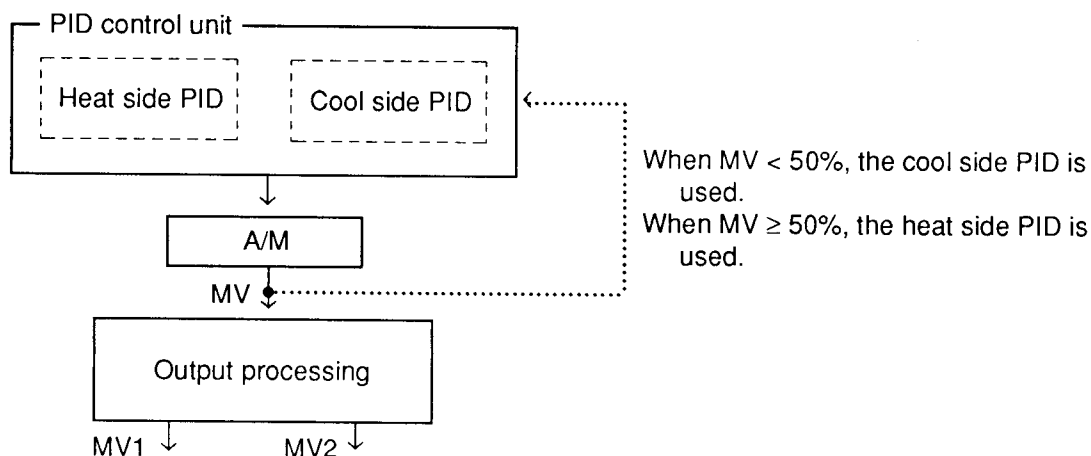 PID control unit
Heat side PID
Cool side PID
When MV < 50%, the cool side PID is
used.
When MV ≥ 50%, the heat side PID is
used.
A/M
MV
Output processing
MV1
MV2